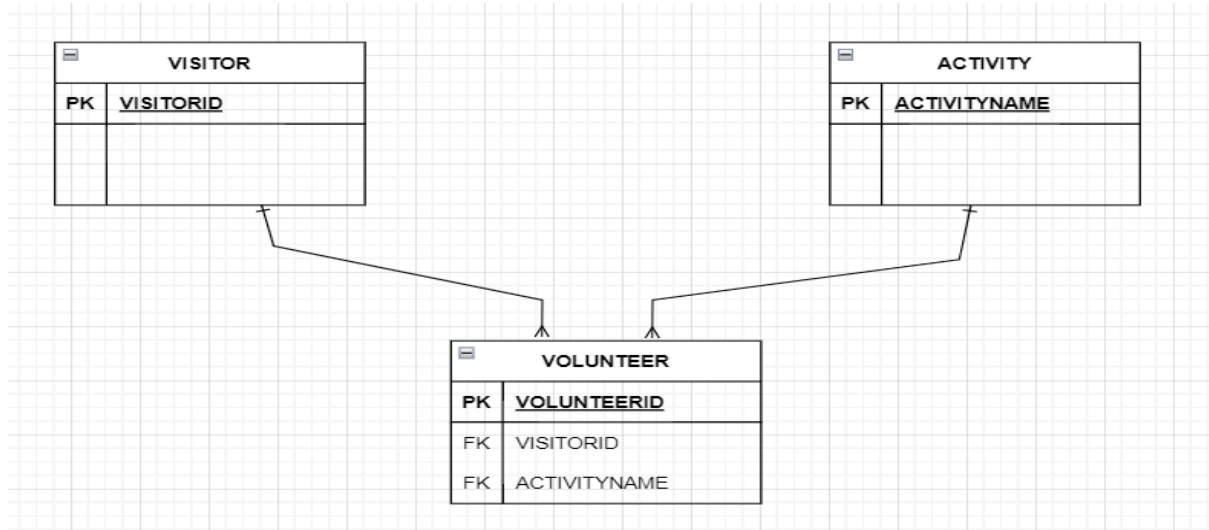 VISITOR
PK VISITORID
ACTIVITY
PK ACTIVITYNAME
VOLUNTEER
PK VOLUNTEERID
FK VISITORID
FK ACTIVITYNAME